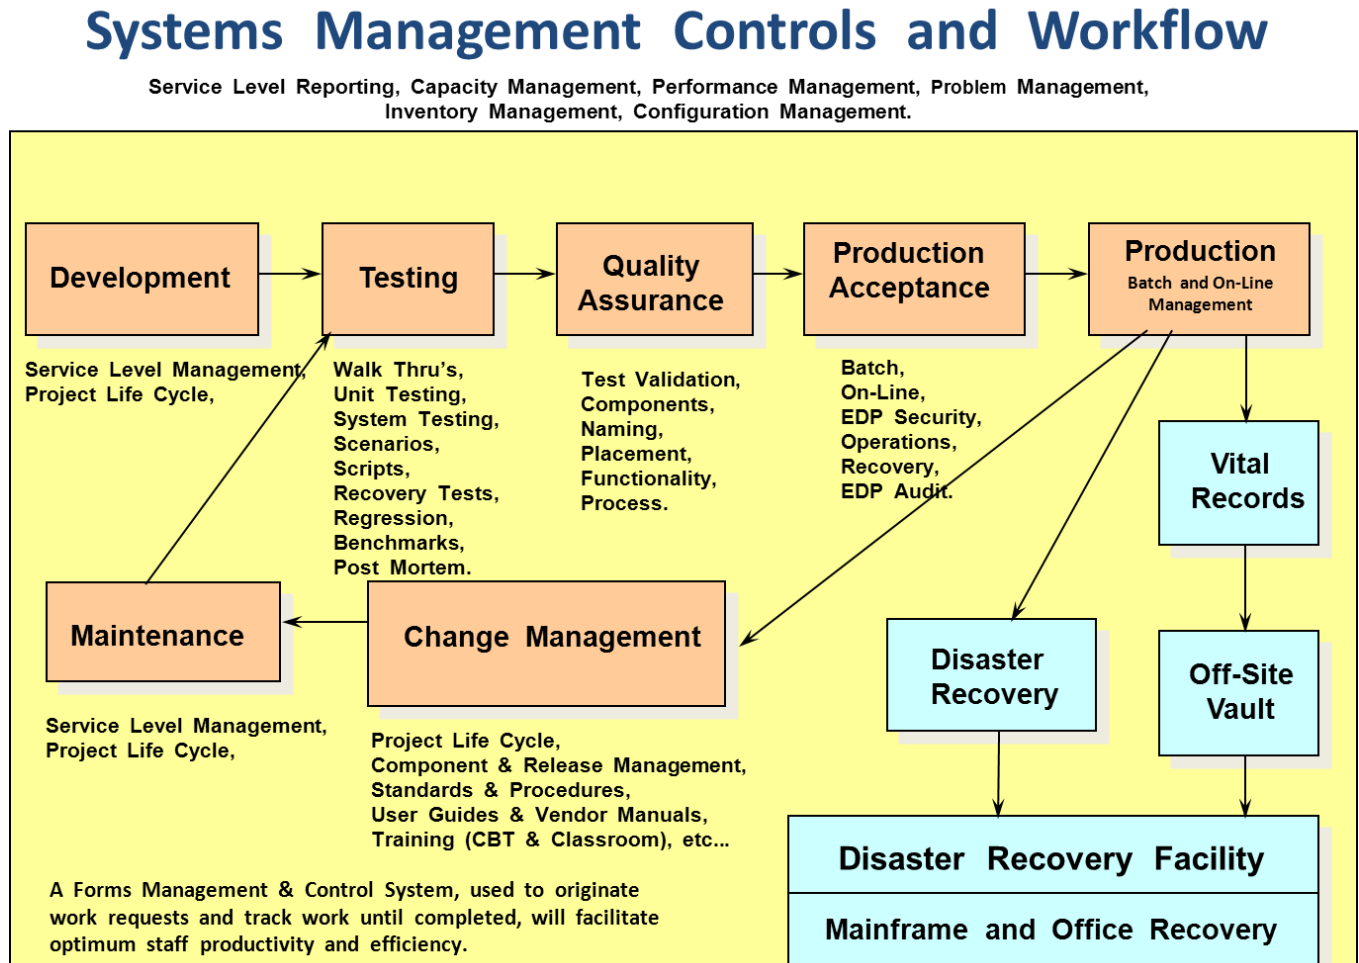 Systems Management Controls and Workflow
Service Level Reporting, Capacity Management, Performance Management, Problem Management,
Inventory Management, Configuration Management.
Development
Testing
Quality
Assurance
Production
Acceptance
Production
Batch and On-Line
Management
Service Level Management,
Project Life Cycle,
Walk Thru's,
Unit Testing,
System Testing,
Scenarios,
Scripts,
Recovery Tests,
Regression,
Benchmarks,
Post Mortem.
Test Validation,
Components,
Naming,
Placement,
Functionality,
Process.
Batch,
On-Line,
EDP Security,
Operations,
Recovery,
EDP Audit.
Vital
Records
Maintenance
Change Management
Disaster
Recovery
Off-Site
Vault
Service Level Management,
Project Life Cycle,
Project Life Cycle,
Component & Release Management,
Standards & Procedures,
User Guides & Vendor Manuals,
Training (CBT & Classroom), etc...
Disaster Recovery Facility
Mainframe and Office Recovery
A Forms Management & Control System, used to originate
work requests and track work until completed, will facilitate
optimum staff productivity and efficiency.